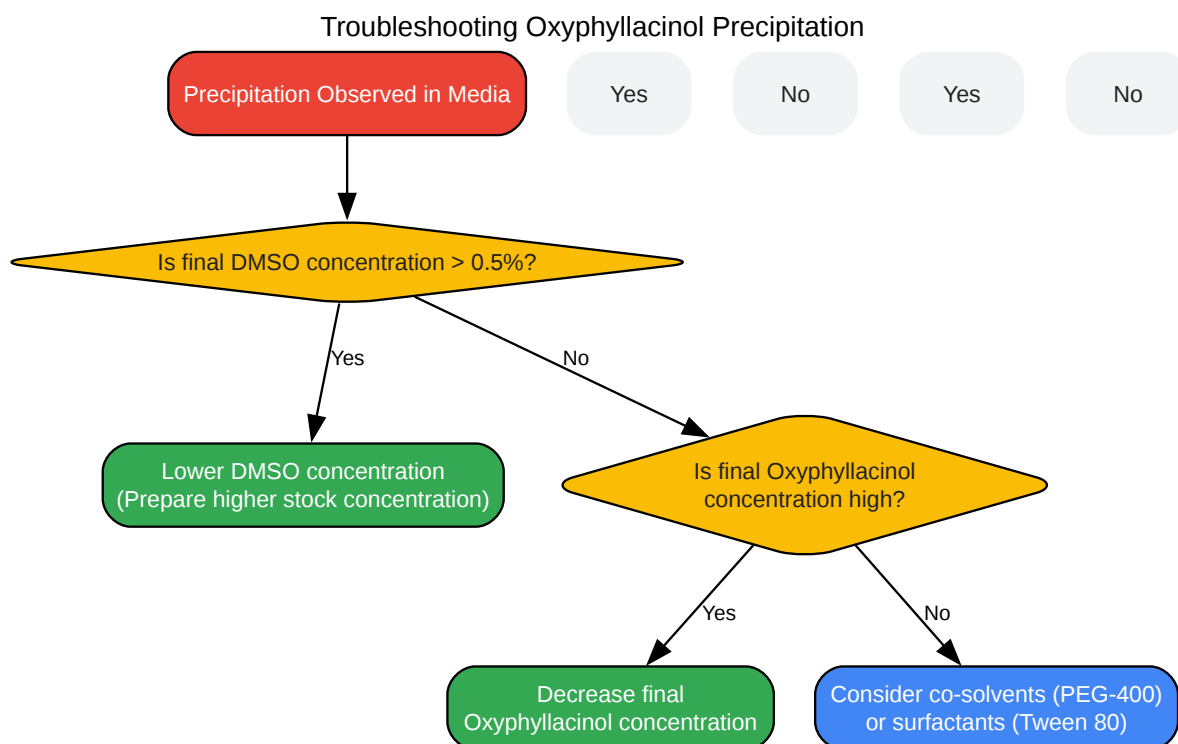 Troubleshooting Oxyphyllacinol Precipitation
Precipitation Observed in Media
Yes
No
Yes
No
Is final DMSO concentration > 0.5%?
Yes
No
Lower DMSO concentration
(Prepare higher stock concentration)
Is final Oxyphyllacinol
concentration high?
Yes
No
Decrease final
Oxyphyllacinol concentration
Consider co-solvents (PEG-400)
or surfactants (Tween 80)